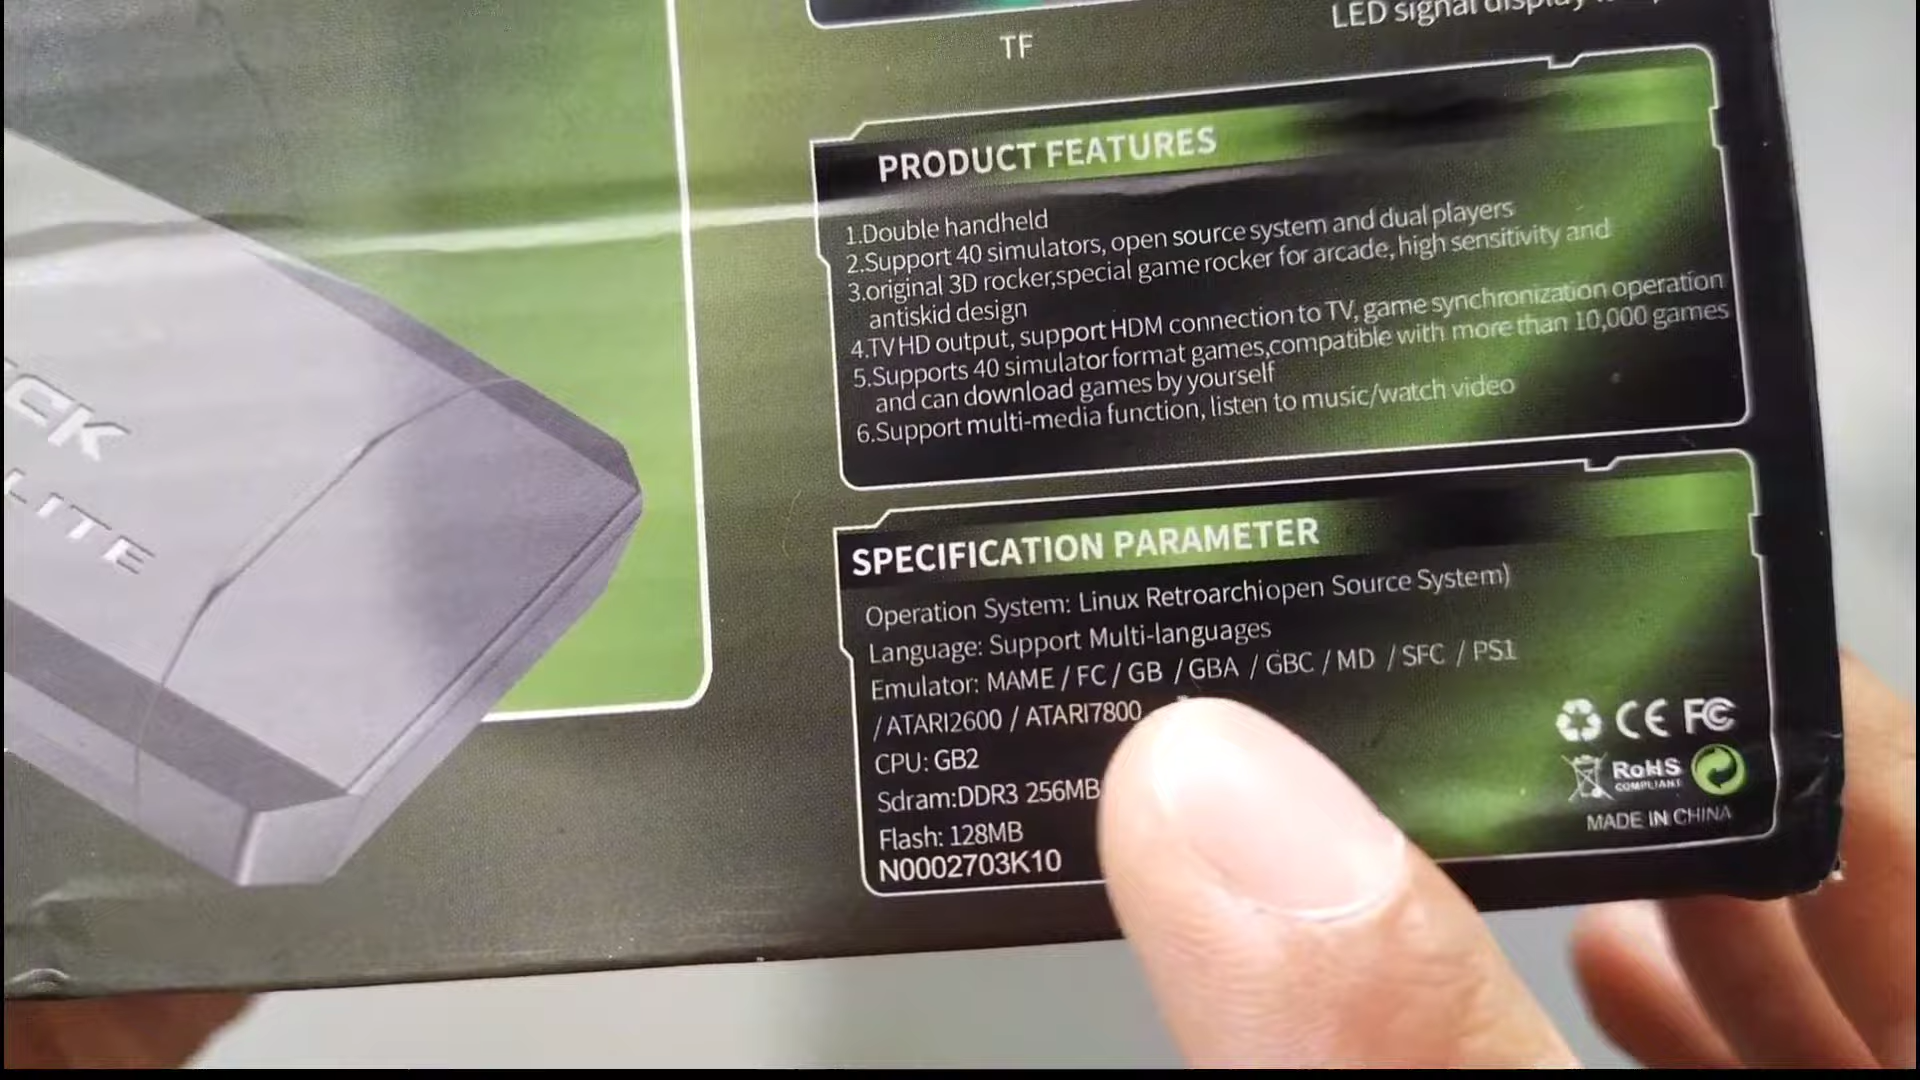 CK
LITE
TF
LED signal display
PRODUCT FEATURES
1.Double handheld
2.Support 40 simulators, open source system and dual players
3.original 3D rocker,special game rocker for arcade, high sensitivity and
antiskid design
4.TV HD output, support HDM connection to TV, game synchronization operation
5.Supports 40 simulator format games,compatible with more than 10,000 games
and can download games by yourself
6.Support multi-media function, listen to music/watch video
SPECIFICATION PARAMETER
Operation System: Linux Retroarchiopen Source System)
Language: Support Multi-languages
Emulator: MAME / FC / GB / GBA / GBC / MD / SFC / PS1
/ ATARI2600 / ATARI7800
CPU: GB2
Sdram:DDR3 256MB
Flash: 128MB
N0002703K10
CE FC
RoHS
COMPLIANT
MADE IN CHINA